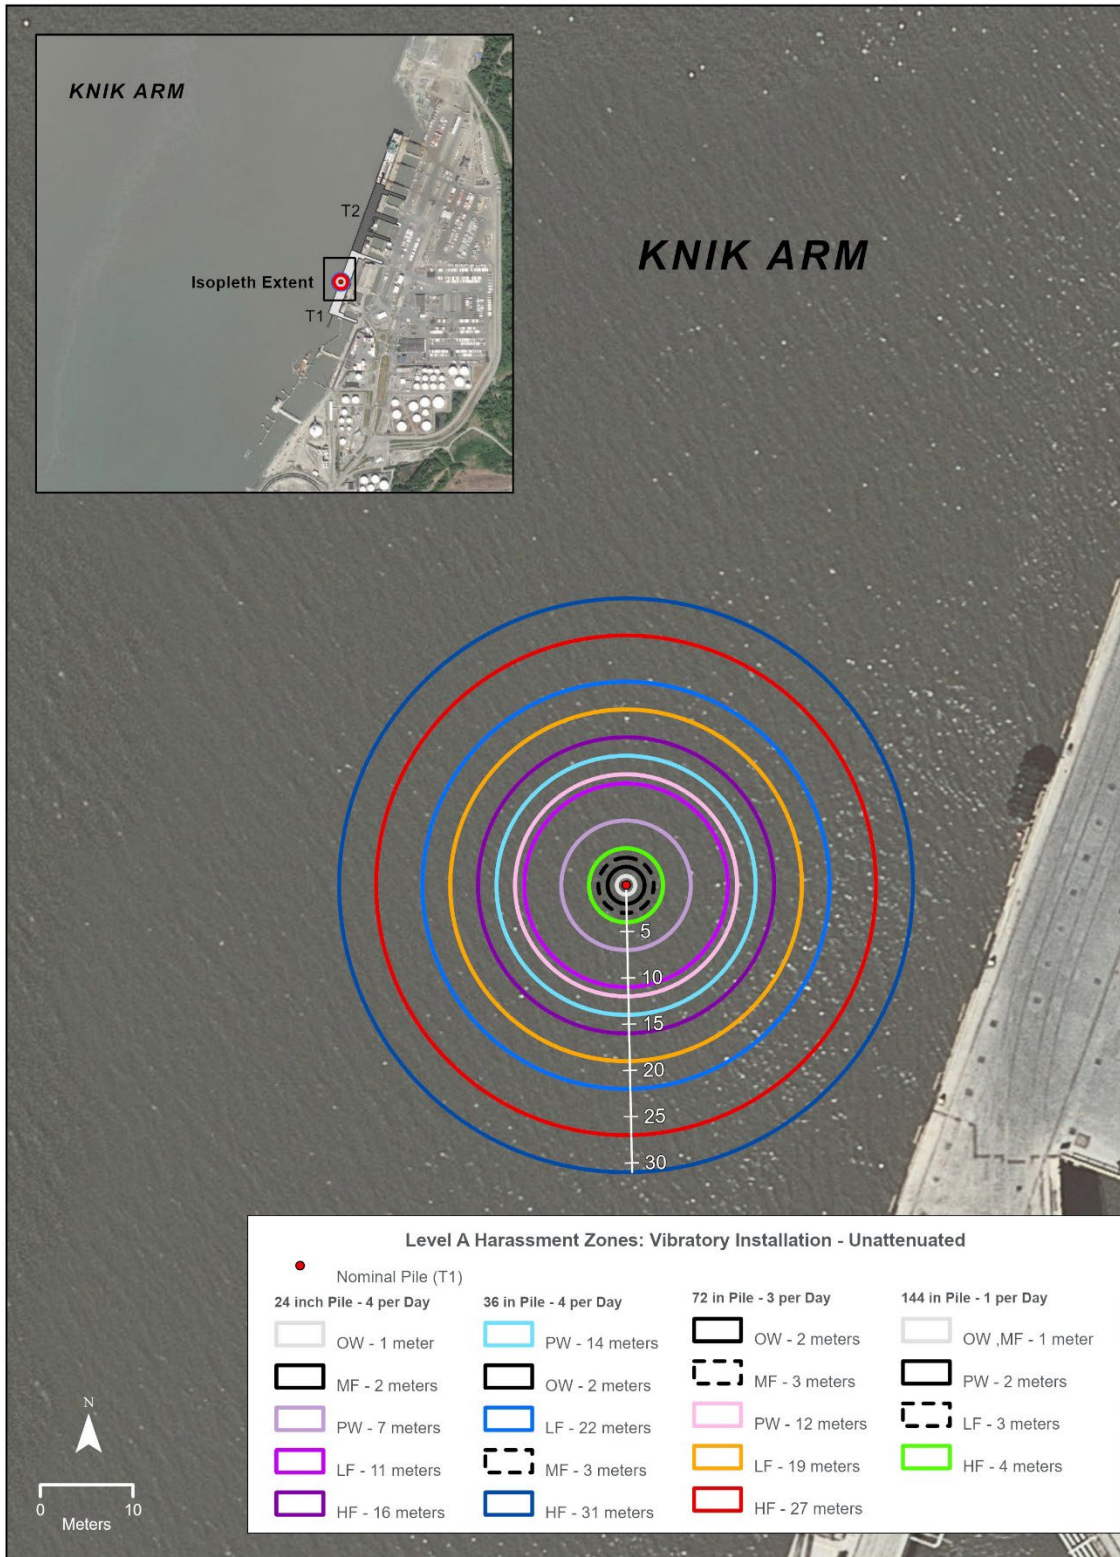 KNIK ARM
T2
Isopleth Extent
T1
KNIK ARM
5
10
15
20
25
30
Level A Harassment Zones: Vibratory Installation - Unattenuated
Nominal Pile (T1)
24 inch Pile - 4 per Day
OW - 1 meter
MF - 2 meters
PW - 7 meters
LF - 11 meters
HF - 16 meters
36 in Pile - 4 per Day
PW - 14 meters
OW - 2 meters
LF - 22 meters
MF - 3 meters
HF - 31 meters
72 in Pile - 3 per Day
OW - 2 meters
MF - 3 meters
PW - 12 meters
LF - 19 meters
HF - 27 meters
144 in Pile - 1 per Day
OW ,MF - 1 meter
PW - 2 meters
LF - 3 meters
HF - 4 meters
N
0 10
Meters